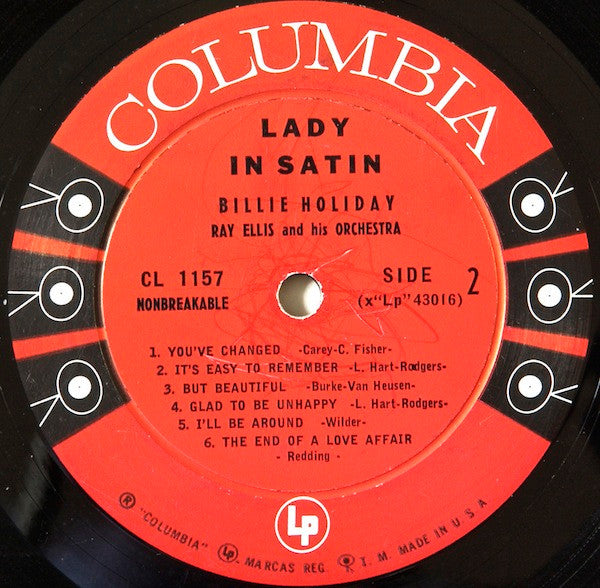 COLUMBIA
LADY
IN SATIN
BILLIE HOLIDAY
RAY ELLIS and his ORCHESTRA
CL 1157
NONBREAKABLE
SIDE 2
(x"Lp"43016)
1. YOU'VE CHANGED -Carey-C. Fisher-
2. IT'S EASY TO REMEMBER -L. Hart-Rodgers-
3. BUT BEAUTIFUL -Burke-Van Heusen-
4. GLAD TO BE UNHAPPY -L. Hart-Rodgers-
5. I'LL BE AROUND -Wilder-
6. THE END OF A LOVE AFFAIR
- Redding -
Lp
® "COLUMBIA" Lp. MARCAS REG. T. M. MADE IN U S A